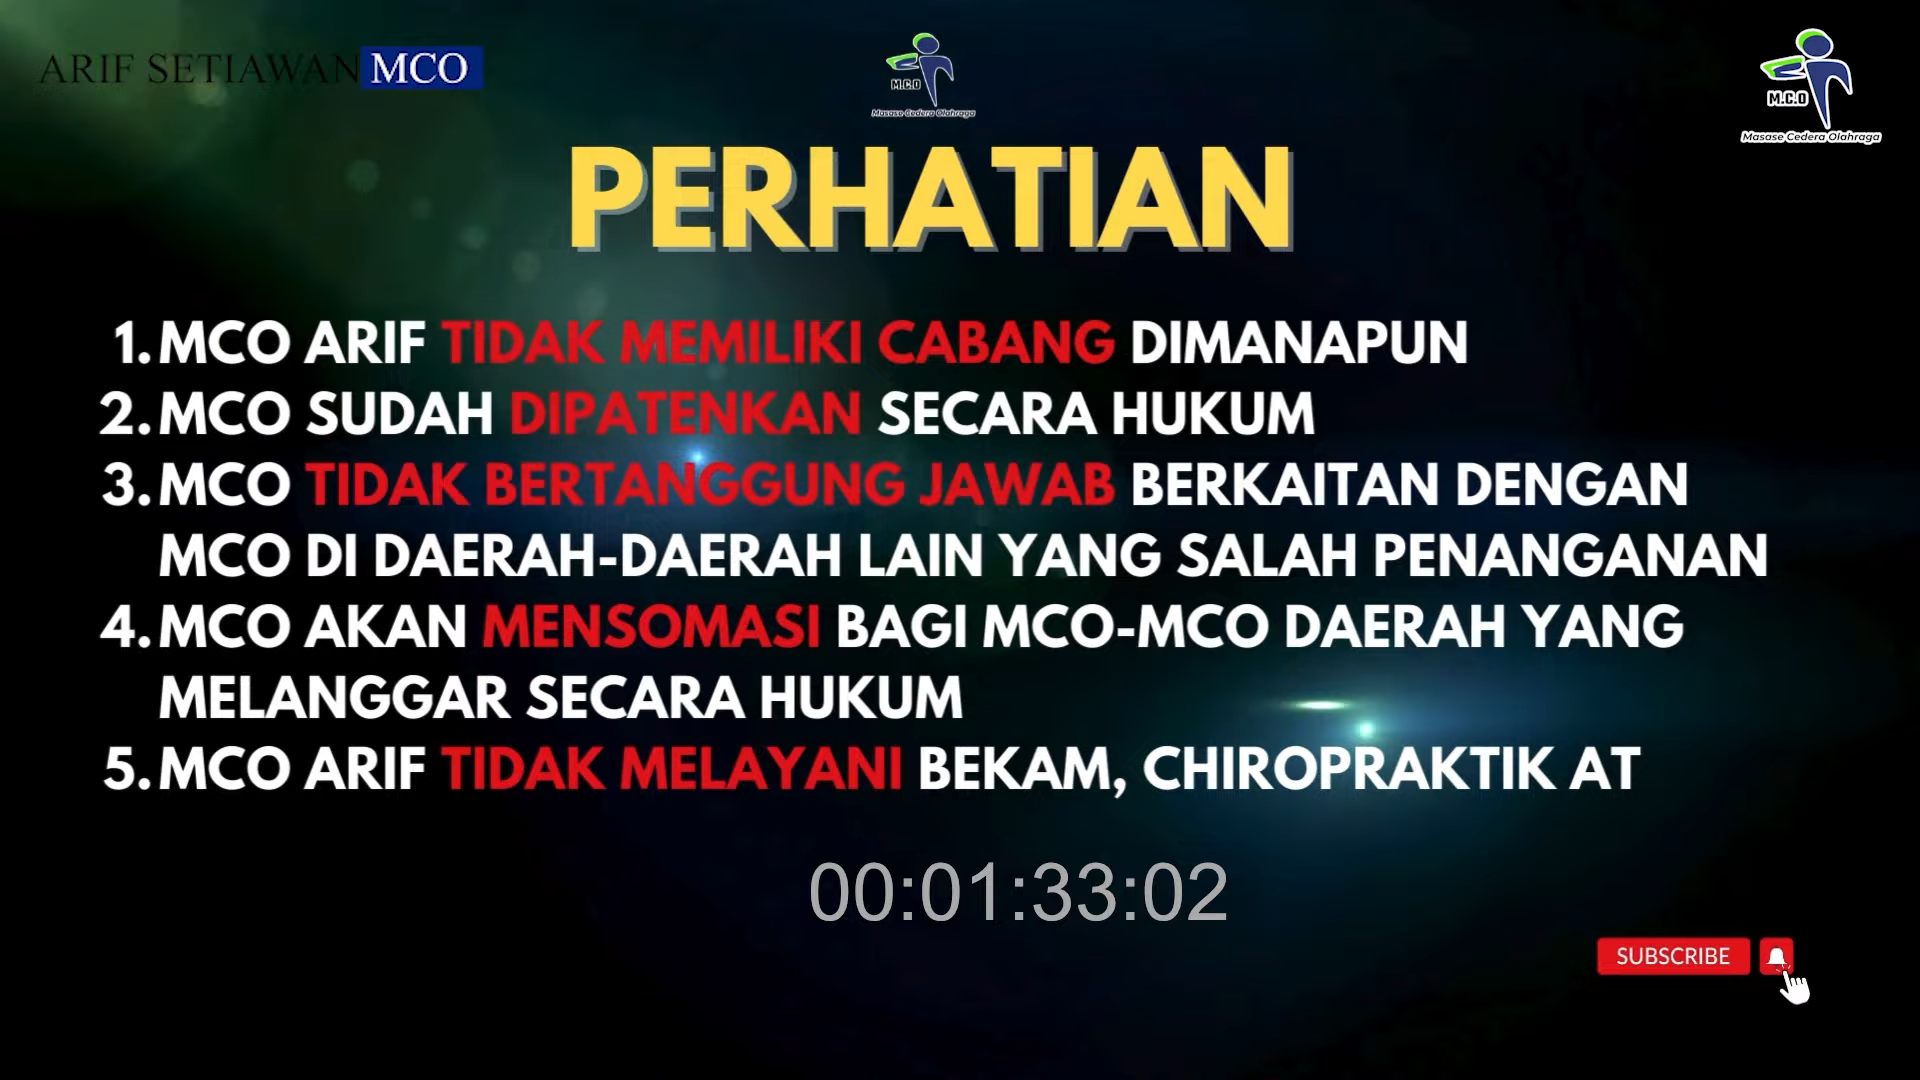 ARIF SETIAWAN MCO
M.C.O
Masase Cedera Olahraga
M.C.O
Masase Cedera Olahraga
PERHATIAN
1. MCO ARIF TIDAK MEMILIKI CABANG DIMANAPUN
2. MCO SUDAH DIPATENKAN SECARA HUKUM
3. MCO TIDAK BERTANGGUNG JAWAB BERKAITAN DENGAN
MCO DI DAERAH-DAERAH LAIN YANG SALAH PENANGANAN
4. MCO AKAN MENSOMASI BAGI MCO-MCO DAERAH YANG
MELANGGAR SECARA HUKUM
5. MCO ARIF TIDAK MELAYANI BEKAM, CHIROPRAKTIK AT
00:01:33:02
SUBSCRIBE